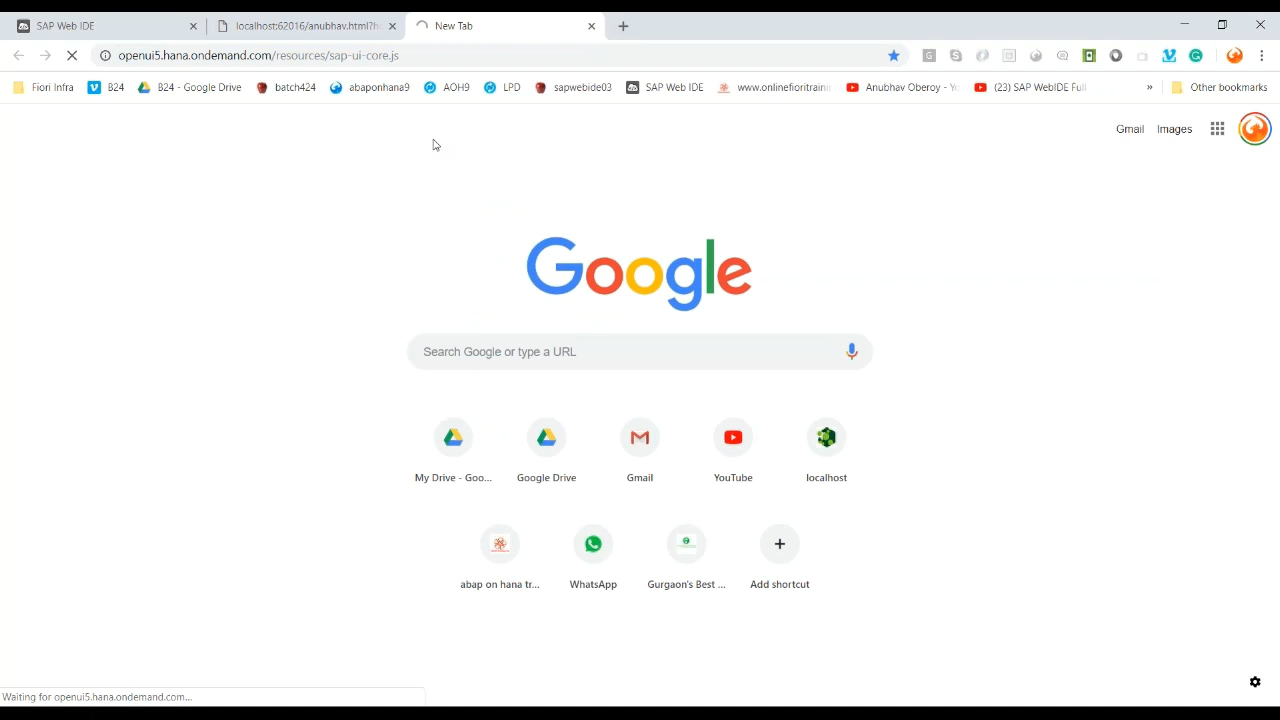 SAP Web IDE
localhost:62016/anubhav.html?h
New Tab
openui5.hana.ondemand.com/resources/sap-ui-core.js
Fiori Infra
B24
B24 - Google Drive
batch424
abaponhana9
AOH9
LPD
sapwebide03
SAP Web IDE
www.onlinefioritraini
Anubhav Oberoy - Yo
(23) SAP WebIDE Full
»
Other bookmarks
Gmail Images
Google
Search Google or type a URL
My Drive - Goo...
Google Drive
Gmail
YouTube
localhost
abap on hana tr...
WhatsApp
Gurgaon's Best ...
Add shortcut
Waiting for openui5.hana.ondemand.com...